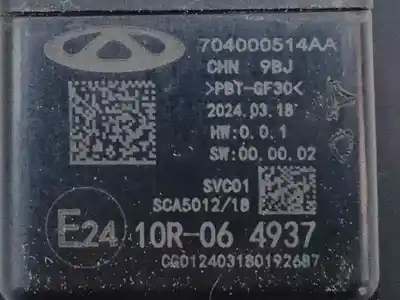 704000514AA
CHN 9BJ
>PBT-GF30<
2024.03.18
HW:0.0.1
SW:00.00.02
SVC01
SCA5012/18
E24 10R-06 4937
CG012403180192687